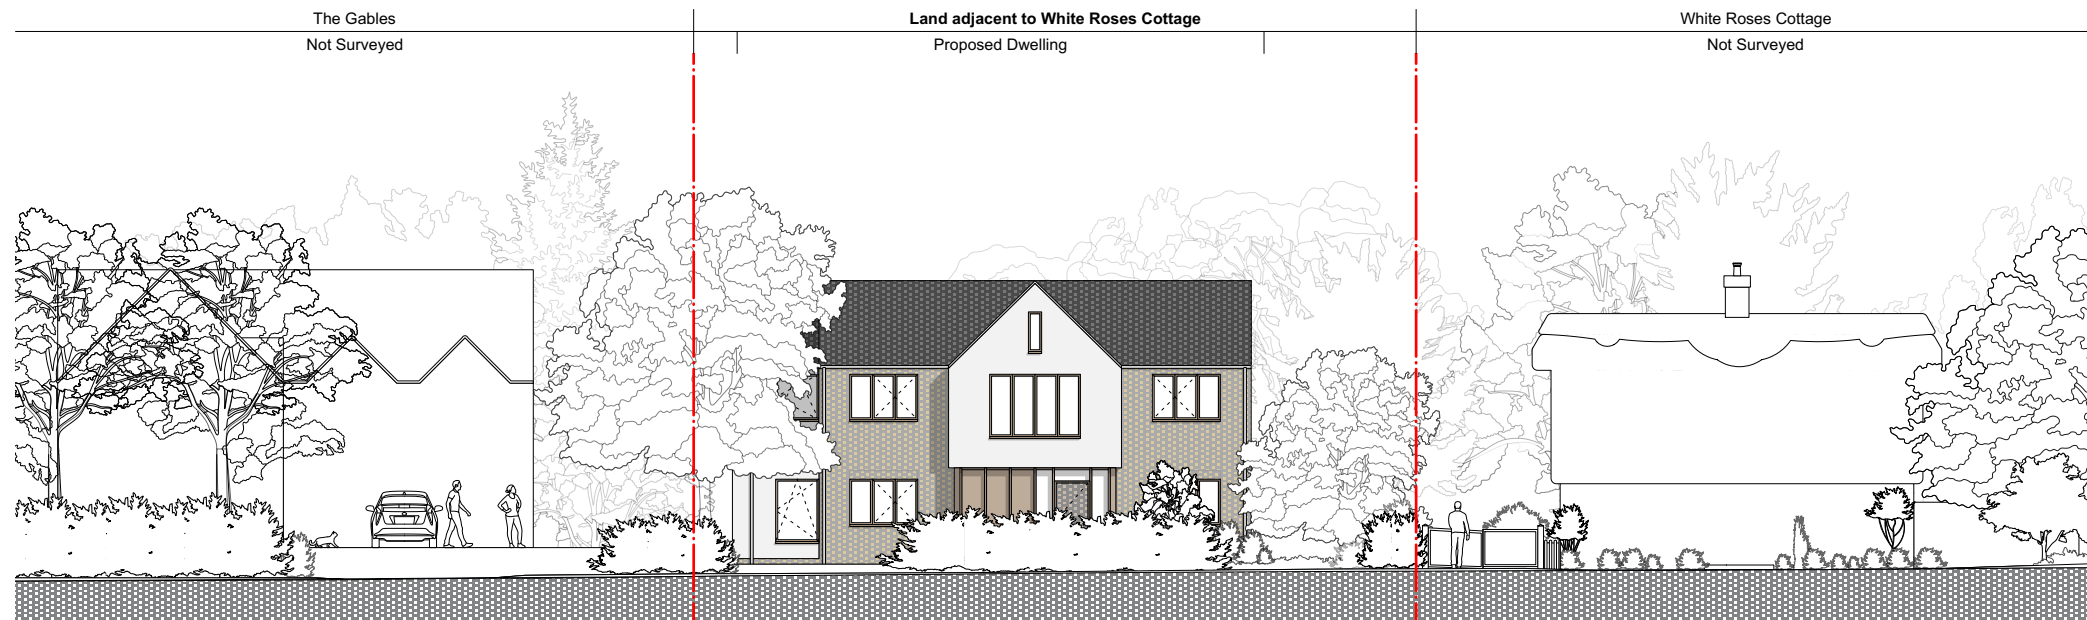 The Gables
Land adjacent to White Roses Cottage
White Roses Cottage
Not Surveyed
Proposed Dwelling
Not Surveyed